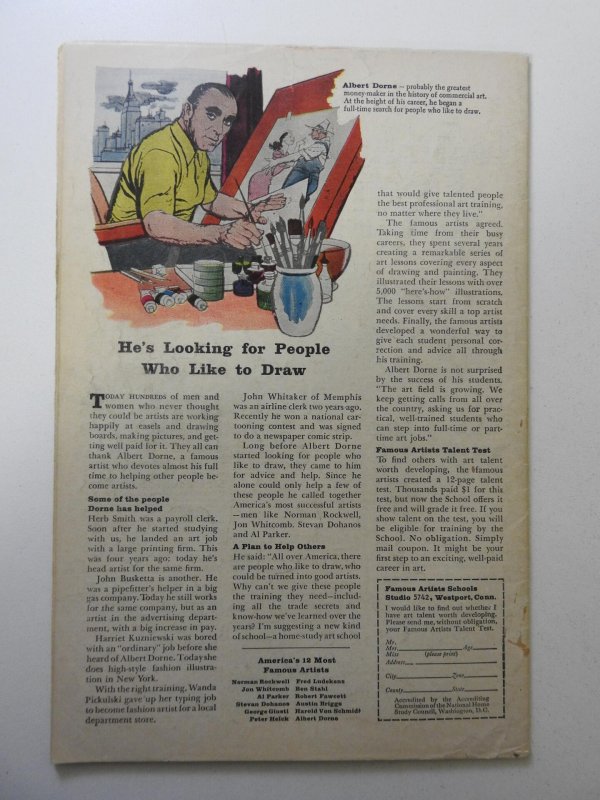 Albert Dorne — probably the greatest
money-maker in the history of commercial art.
At the height of his career, he began a
full-time search for people who like to draw.
He's Looking for People
Who Like to Draw
TODAY HUNDREDS of men and
women who never thought
they could be artists are working
happily at easels and drawing
boards, making pictures, and get-
ting well paid for it. They all can
thank Albert Dorne, a famous
artist who devotes almost his full
time to helping other people be-
come artists.
Some of the people
Dorne has helped
Herb Smith was a payroll clerk.
Soon after he started studying
with us, he landed an art job
with a large printing firm. This
was four years ago; today he's
head artist for the same firm.
John Busketta is another. He
was a pipefitter's helper in a big
gas company. Today he still works
for the same company, but as an
artist in the advertising depart-
ment, with a big increase in pay.
Harriet Kuzniewski was bored
with an "ordinary" job before she
heard of Albert Dorne. Today she
does high-style fashion illustra-
tion in New York.
With the right training, Wanda
Pickulski gave up her typing job
to become fashion artist for a local
department store.
John Whitaker of Memphis
was an airline clerk two years ago.
Recently he won a national car-
tooning contest and was signed
to do a newspaper comic strip.
Long before Albert Dorne
started looking for people who
like to draw, they came to him
for advice and help. Since he
alone could only help a few of
these people he called together
America's most successful artists
—men like Norman Rockwell,
Jon Whitcomb, Stevan Dohanos
and Al Parker.
A Plan to Help Others
He said: "All over America, there
are people who like to draw, who
could be turned into good artists.
Why can't we give these people
the training they need—includ-
ing all the trade secrets and
know-how we've learned over the
years? I'm suggesting a new kind
of school—a home-study art school
America's 12 Most
Famous Artists
Norman Rockwell Fred Ludekens
Jon Whitcomb Ben Stahl
Al Parker Robert Fawcett
Stevan Dohanos Austin Briggs
George Giusti Harold Von Schmidt
Peter Helck Albert Dorne
that would give talented people
the best professional art training,
no matter where they live."
The famous artists agreed.
Taking time from their busy
careers, they spent several years
creating a remarkable series of
art lessons covering every aspect
of drawing and painting. They
illustrated their lessons with over
5,000 "here's-how" illustrations.
The lessons start from scratch
and cover every skill a top artist
needs. Finally, the famous artists
developed a wonderful way to
give each student personal cor-
rection and advice all through
his training.
Albert Dorne is not surprised
by the success of his students.
"The art field is growing. We
keep getting calls from all over
the country, asking us for prac-
tical, well-trained students who
can step into full-time or part-
time art jobs."
Famous Artists Talent Test
To find others with art talent
worth developing, the famous
artists created a 12-page talent
test. Thousands paid $1 for this
test, but now the School offers it
free and will grade it free. If you
show talent on the test, you will
be eligible for training by the
School. No obligation. Simply
mail coupon. It might be your
first step to an exciting, well-paid
career in art.
Famous Artists Schools
Studio 5742, Westport, Conn.
I would like to find out whether I
have art talent worth developing.
Please send me, without obligation,
your Famous Artists Talent Test.
Mr.
Mrs. Age
Miss (please print)
Address
City Zone
County State
Accredited by the Accrediting
Commission of the National Home
Study Council, Washington, D.C.